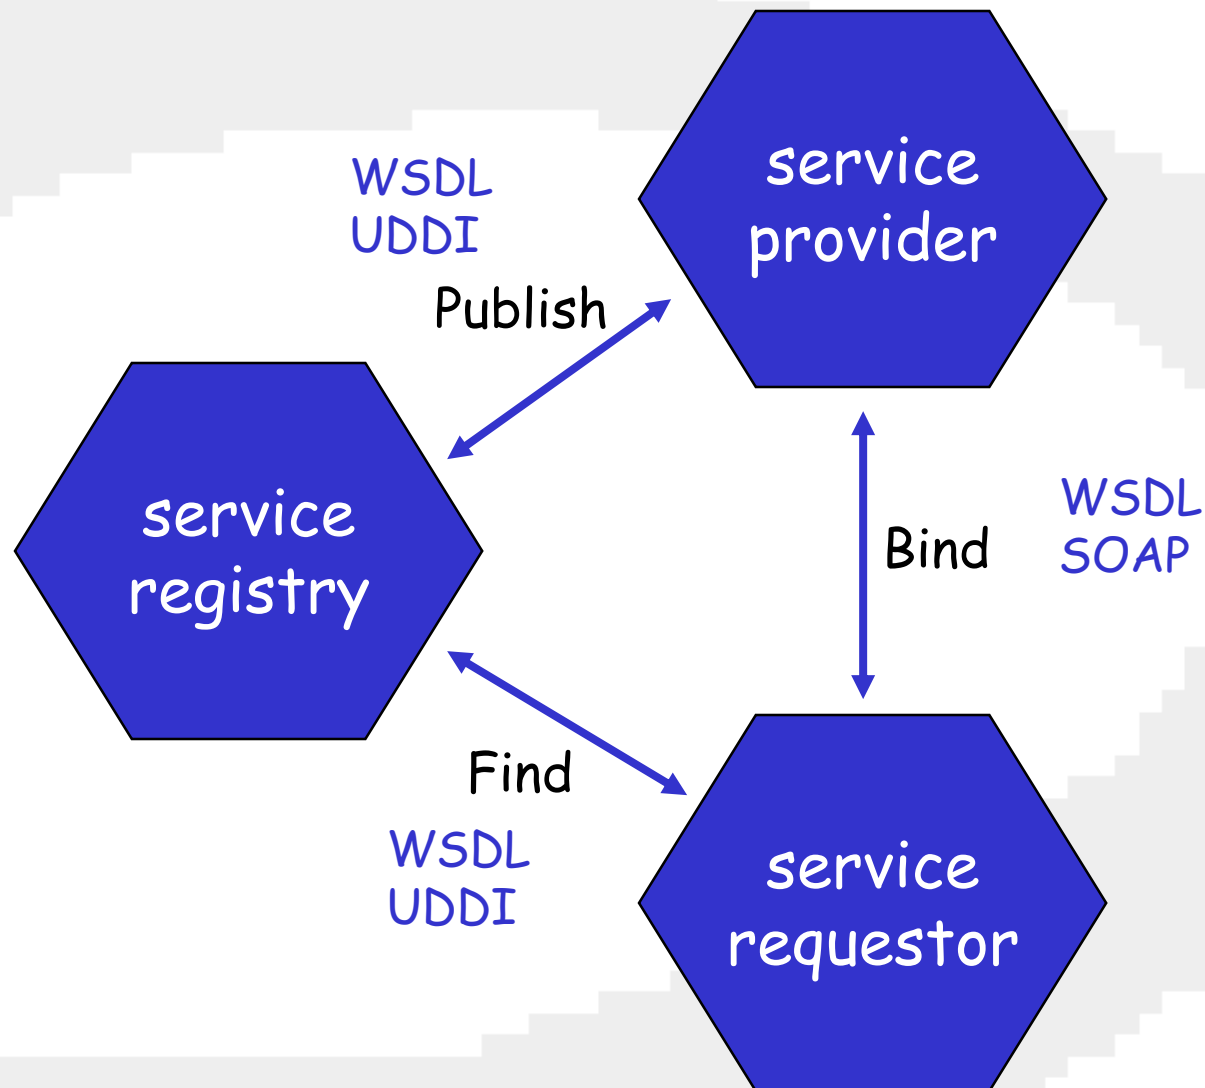 service
provider
WSDL
UDDI
Publish
service
registry
Bind
WSDL
SOAP
Find
WSDL
UDDI
service
requestor